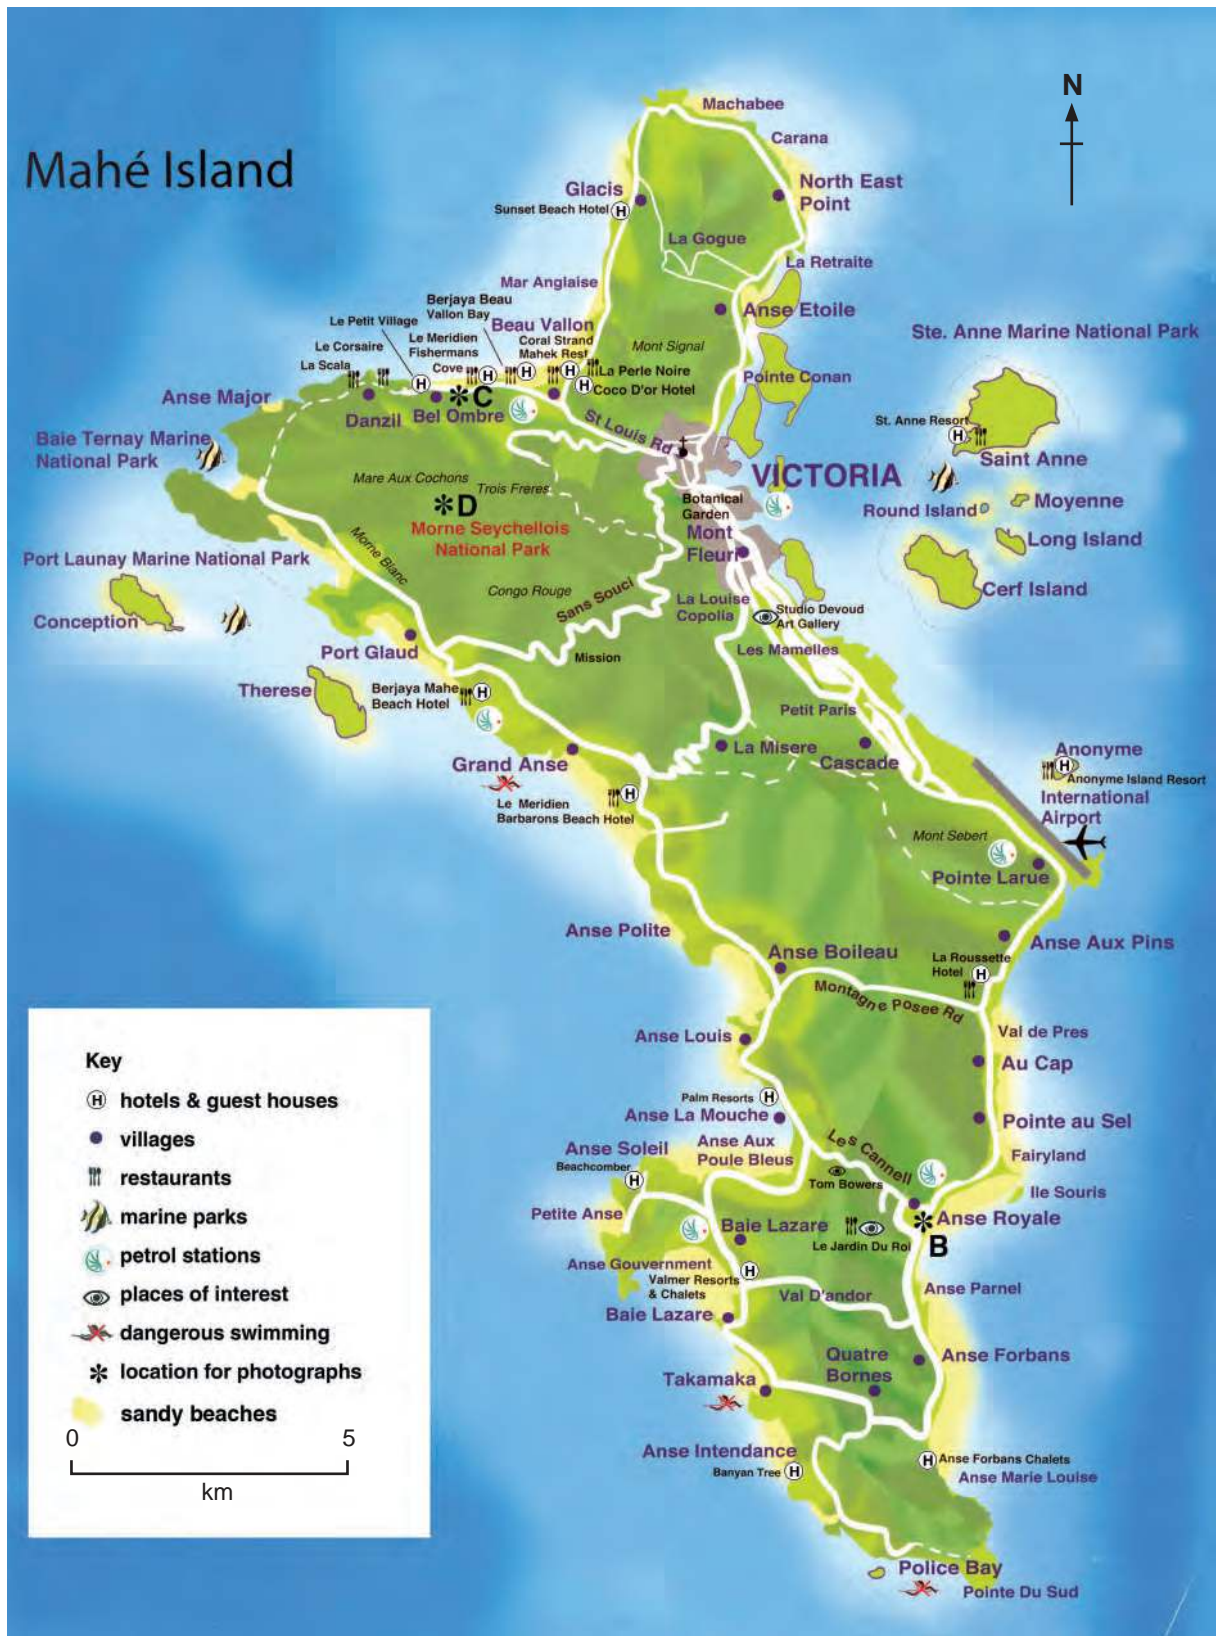 Mahé Island
N
Machabee
Carana
Glacis
Sunset Beach Hotel
H
North East
Point
La Gogue
La Retraite
Mar Anglaise
Berjaya Beau
Vallon Bay
Le Petit Village
Beau Vallon
Anse Etoile
Ste. Anne Marine National Park
Le Corsaire
Le Meridien
Fishermans
Cove
Coral Strand
Mahek Rest
Mont Signal
La Scala
H
H
H
H
La Perle Noire
H
Coco D'or Hotel
Pointe Conan
Anse Major
Danzil
Bel Ombre
C
St Louis Rd
St. Anne Resort
H
Saint Anne
Baie Ternay Marine
National Park
Mare Aux Cochons
Trois Freres
VICTORIA
D
Botanical
Garden
Round Island
Moyenne
Morne Seychellois
National Park
Mont
Fleuri
Long Island
Morne Blanc
Port Launay Marine National Park
Congo Rouge
Sans Souci
La Louise
Copolia
Studio Devoud
Art Gallery
Cerf Island
Conception
Port Glaud
Mission
Les Mamelles
Therese
Berjaya Mahe
Beach Hotel
H
Petit Paris
Grand Anse
La Misere
Cascade
Anonyme
H
Anonyme Island Resort
Le Meridien
Barbarons Beach Hotel
H
International
Airport
Mont Sebert
Pointe Larue
Anse Polite
Anse Boileau
Anse Aux Pins
La Roussette
Hotel
H
Montagne Posee Rd
Anse Louis
Val de Pres
Au Cap
Palm Resorts
H
Anse La Mouche
Pointe au Sel
Anse Soleil
Beachcomber
H
Anse Aux
Poule Bleus
Les Cannell
Fairyland
Tom Bowers
Ile Souris
Petite Anse
Baie Lazare
Le Jardin Du Roi
Anse Royale
B
Anse Gouvernment
Valmer Resorts
& Chalets
H
Val D'andor
Anse Parnel
Baie Lazare
Quatre
Bornes
Anse Forbans
Takamaka
Anse Intendance
Banyan Tree
H
H
Anse Forbans Chalets
Anse Marie Louise
Police Bay
Pointe Du Sud
Key
H
hotels & guest houses
villages
restaurants
marine parks
petrol stations
places of interest
dangerous swimming
location for photographs
sandy beaches
0
5
km